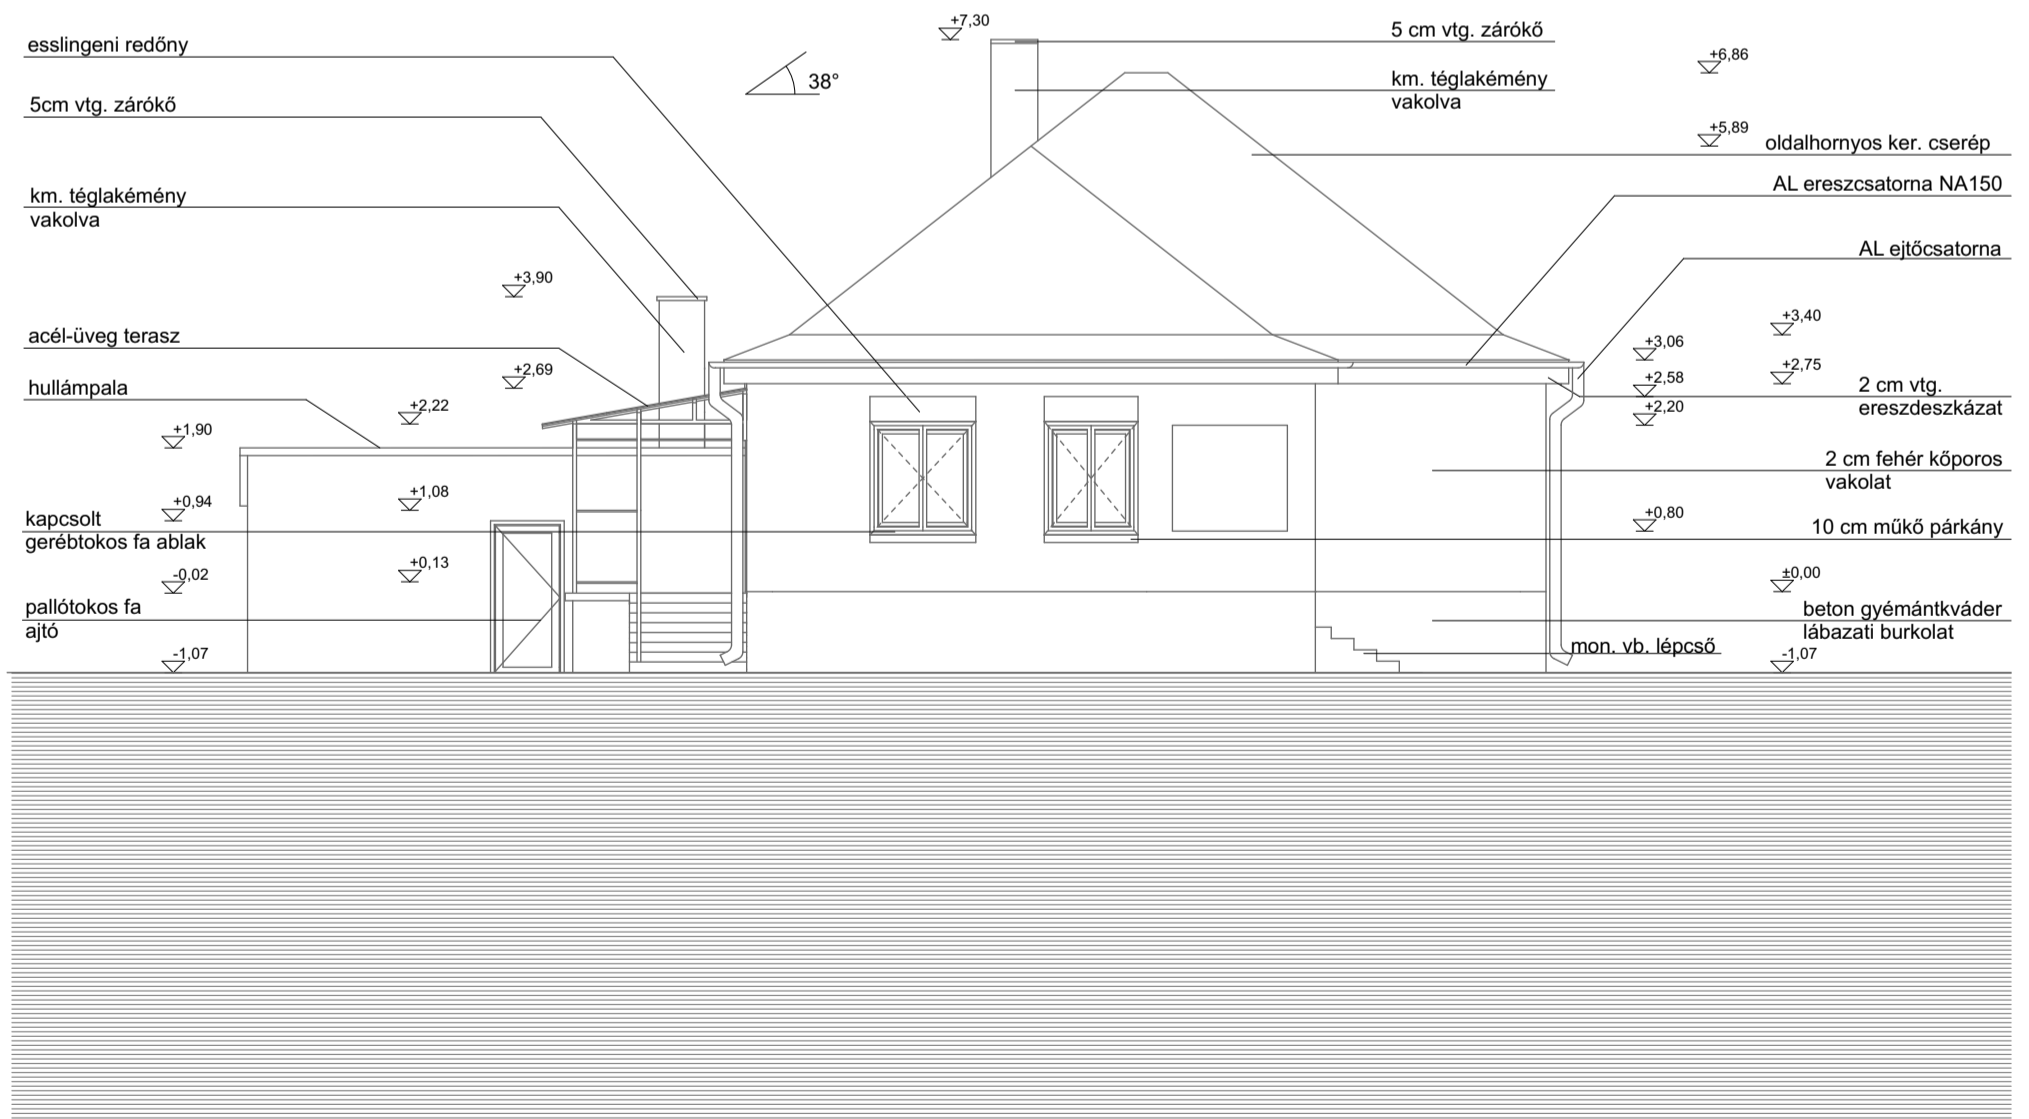 +7,30
5 cm vtg. zárókő
esslingeni redőny
+6,86
38°
km. téglakémény
vakolva
5cm vtg. zárókő
+5,89
oldalhornyos ker. cserép
AL ereszcsatorna NA150
km. téglakémény
vakolva
AL ejtőcsatorna
+3,90
+3,40
acél-üveg terasz
+3,06
+2,69
+2,75
hullámpala
+2,58
2 cm vtg.
ereszdeszkázat
+2,22
+2,20
+1,90
2 cm fehér kőporos
vakolat
+1,08
+0,94
+0,80
kapcsolt
gerébtokos fa ablak
10 cm műkő párkány
+0,13
-0,02
±0,00
pallótokos fa
ajtó
beton gyémántkváder
lábazati burkolat
mon. vb. lépcső
-1,07
-1,07